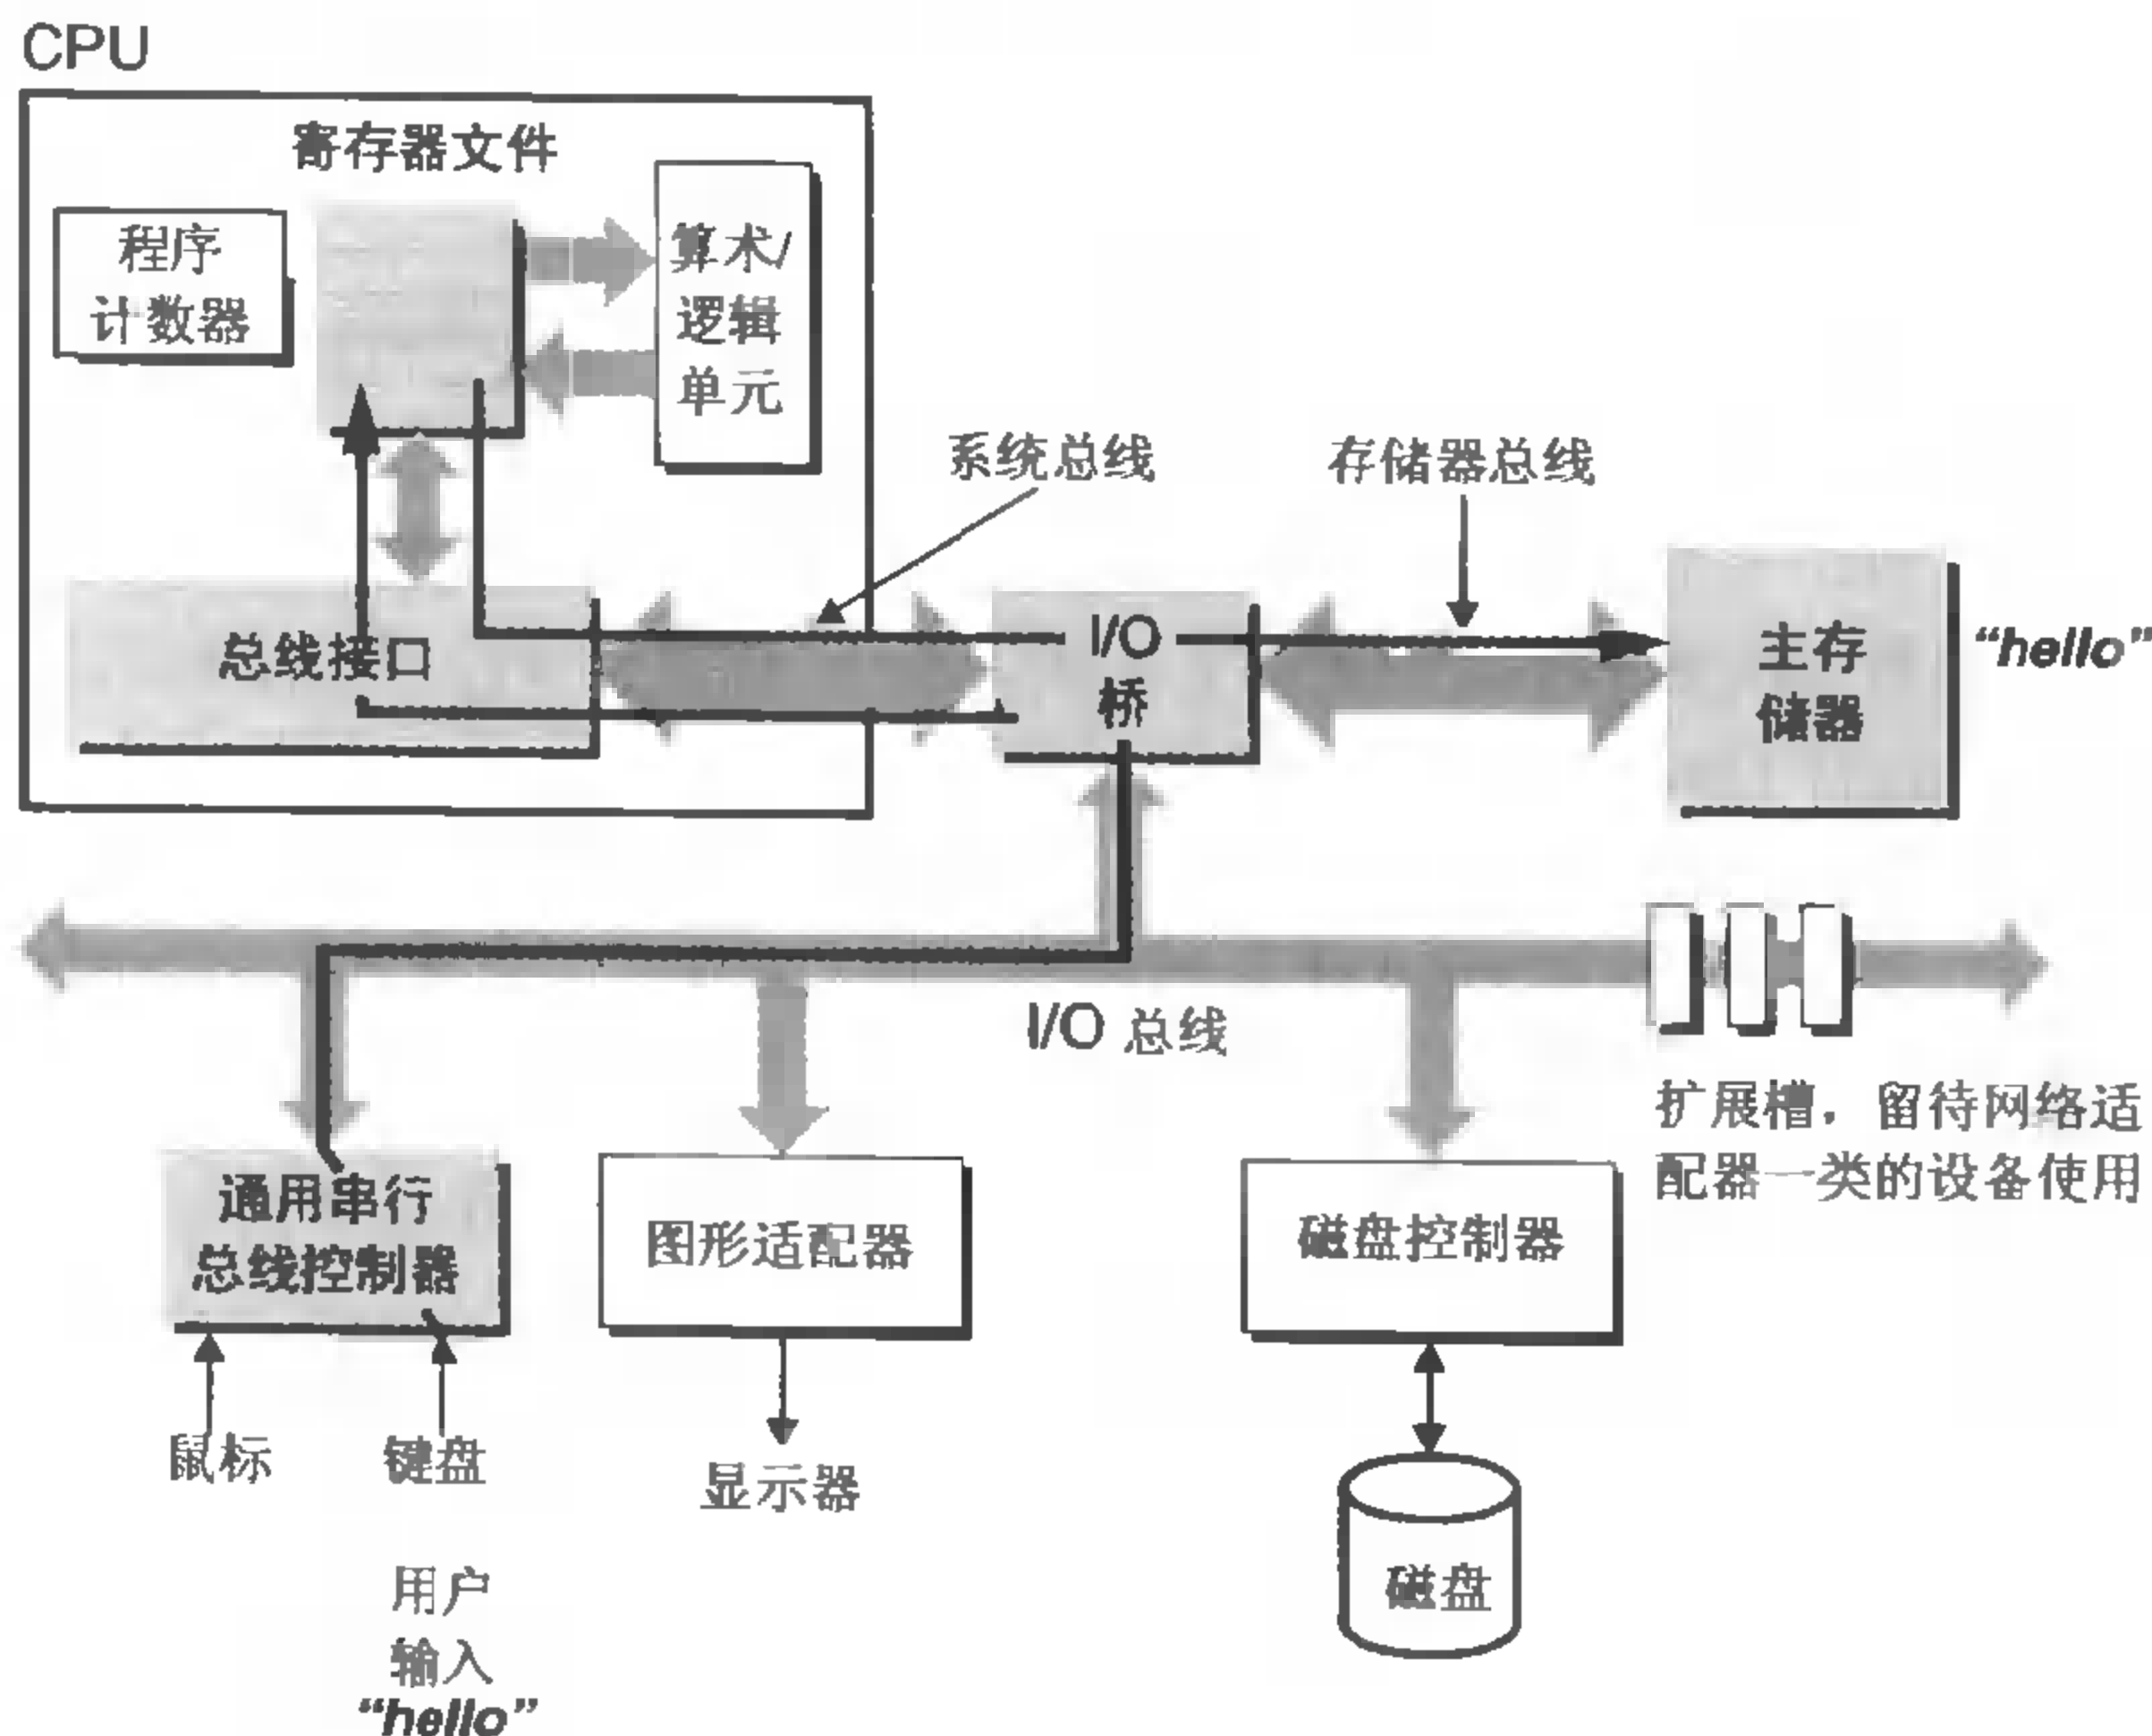 CPU
寄存器文件
程序
计数器
算术/
逻辑
单元
系统总线
存储器总线
总线接口
I/O
桥
主存
储器
“hello”
I/O 总线
扩展槽，留待网络适
配器一类的设备使用
通用串行
总线控制器
图形适配器
磁盘控制器
鼠标
键盘
显示器
磁盘
用户
输入
“hello”